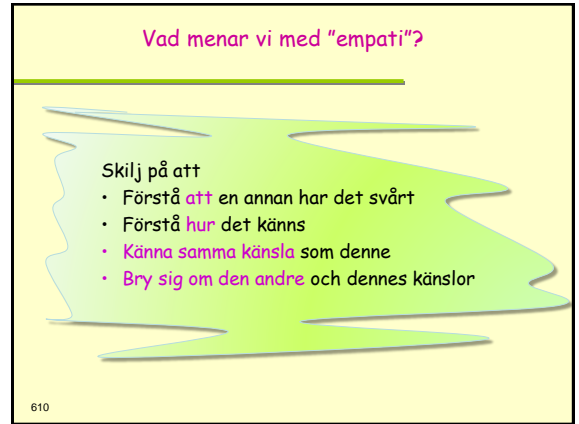 Vad menar vi med ”empati”?
Skilj på att
• Förstå att en annan har det svårt
• Förstå hur det känns
• Känna samma känsla som denne
• Bry sig om den andre och dennes känslor
610